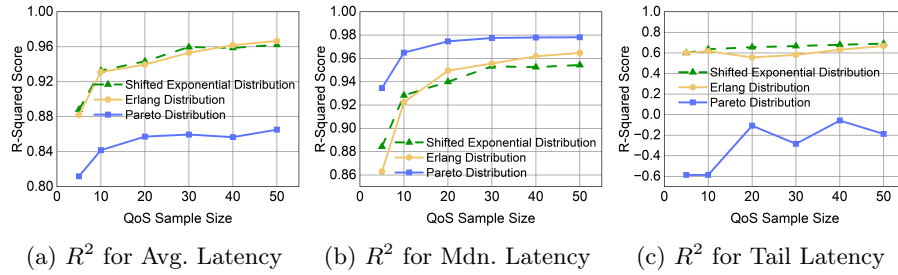 1.00
0.96
0.92
0.88
0.84
0.80
R-Squared Score
Shifted Exponential Distribution
Erlang Distribution
Pareto Distribution
0 10 20 30 40 50
QoS Sample Size
(a) R² for Avg. Latency
1.00
0.98
0.96
0.94
0.92
0.90
0.88
0.86
R-Squared Score
Shifted Exponential Distribution
Erlang Distribution
Pareto Distribution
0 10 20 30 40 50
QoS Sample Size
(b) R² for Mdn. Latency
1.0
0.8
0.6
0.4
0.2
0.0
−0.2
−0.4
−0.6
R-Squared Score
Shifted Exponential Distribution
Erlang Distribution
Pareto Distribution
0 10 20 30 40 50
QoS Sample Size
(c) R² for Tail Latency